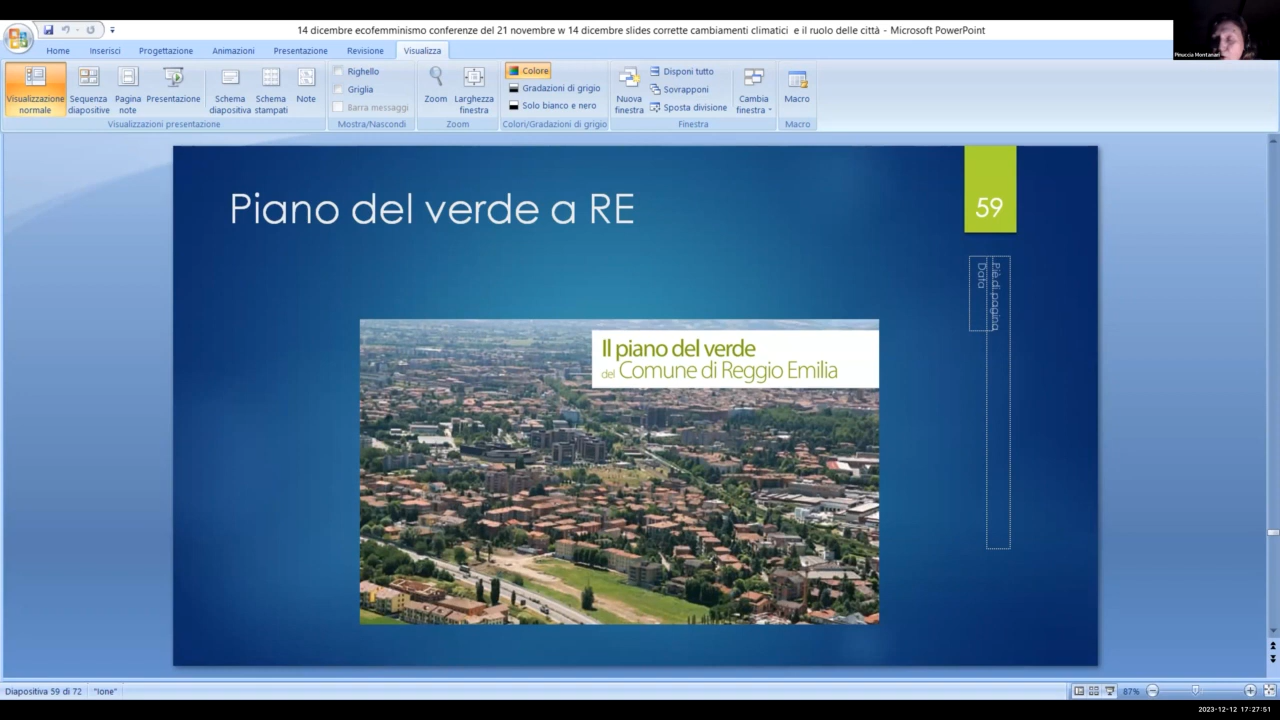 14 dicembre ecofemminismo conferenze del 21 novembre w 14 dicembre slides corrette cambiamenti climatici e il ruolo delle città - Microsoft PowerPoint
Pinuccia Montanari
Home Inserisci Progettazione Animazioni Presentazione Revisione Visualizza
Visualizzazione normale
Sequenza diapositive
Pagina note
Presentazione
Schema diapositiva
Schema stampati
Note
Visualizzazioni presentazione
Righello
Griglia
Barra messaggi
Mostra/Nascondi
Zoom
Larghezza finestra
Zoom
Colore
Gradazioni di grigio
Solo bianco e nero
Colori/Gradazioni di grigio
Nuova finestra
Disponi tutto
Sovrapponi
Sposta divisione
Cambia finestra
Finestra
Macro
Macro
Piano del verde a RE
59
Piè di pagina
Data
Il piano del verde
del Comune di Reggio Emilia
Diapositiva 59 di 72 "Ione"
87%
2023-12-12 17:27:51